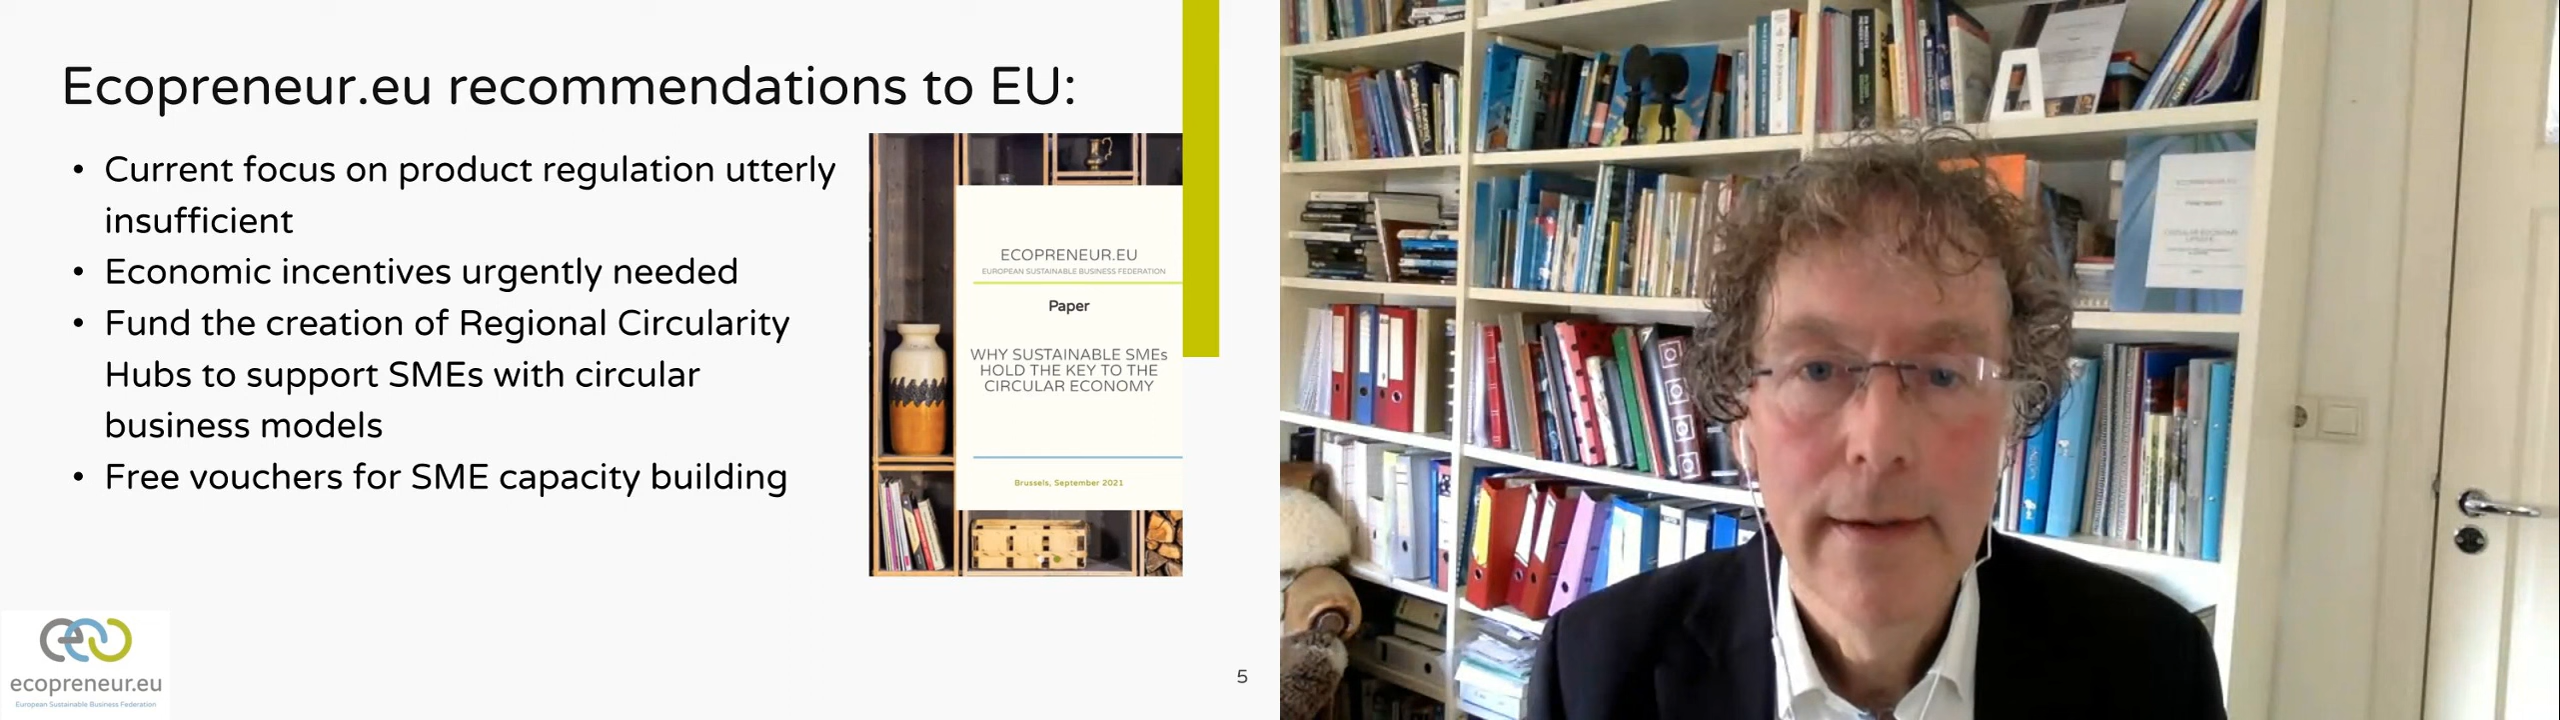 Ecopreneur.eu recommendations to EU:
• Current focus on product regulation utterly
insufficient
• Economic incentives urgently needed
• Fund the creation of Regional Circularity
Hubs to support SMEs with circular
business models
• Free vouchers for SME capacity building
ECOPRENEUR.EU
EUROPEAN SUSTAINABLE BUSINESS FEDERATION
Paper
WHY SUSTAINABLE SMEs
HOLD THE KEY TO THE
CIRCULAR ECONOMY
Brussels, September 2021
ecopreneur.eu
European Sustainable Business Federation
5
A